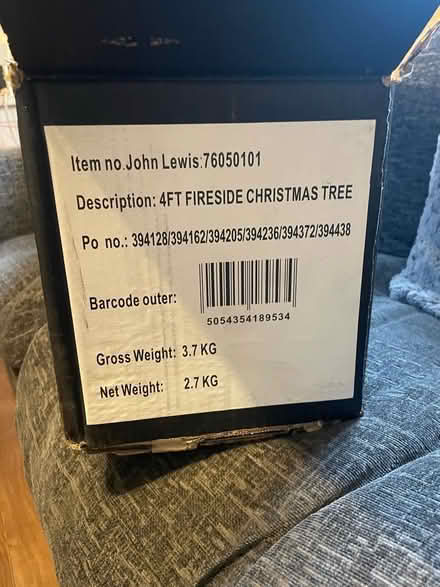 Item no.John Lewis:76050101
Description: 4FT FIRESIDE CHRISTMAS TREE
Po no.: 394128/394162/394205/394236/394372/394438
Barcode outer:
5054354189534
Gross Weight: 3.7 KG
Net Weight: 2.7 KG